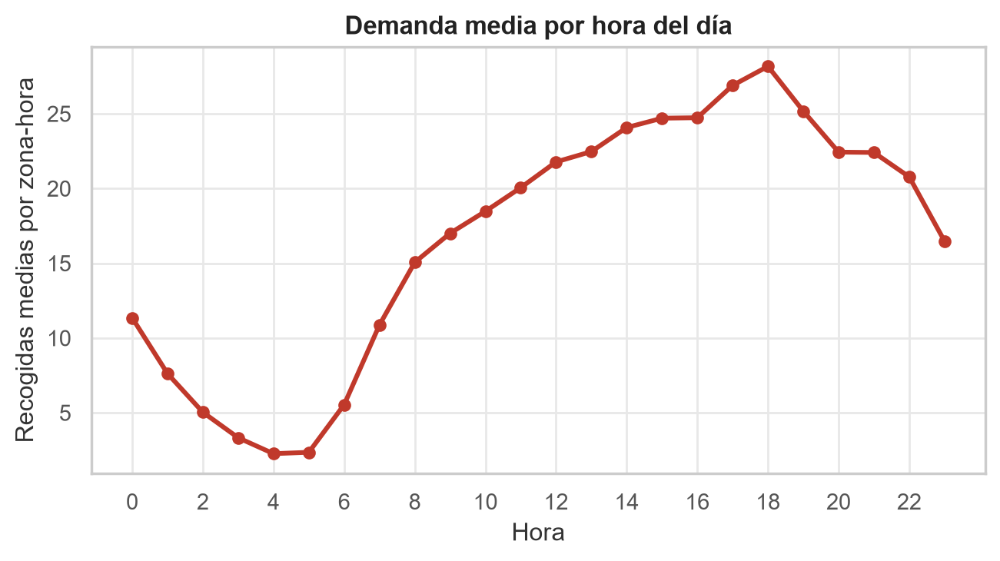 Demanda media por hora del día
Recogidas medias por zona-hora
25
20
15
10
5
0 2 4 6 8 10 12 14 16 18 20 22
Hora